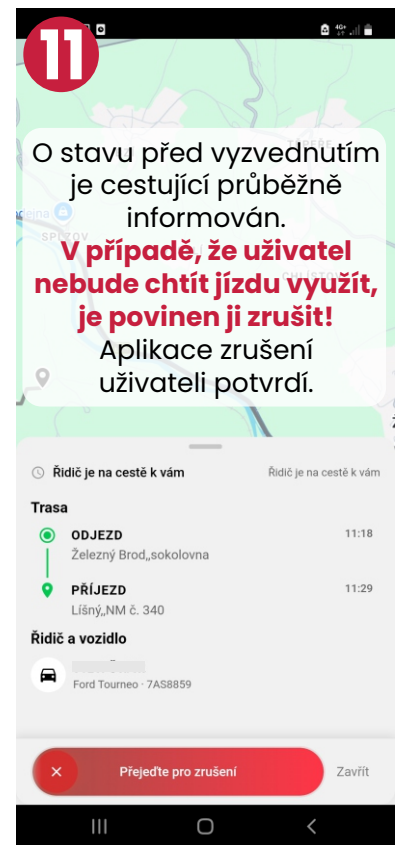 11
4G+
O stavu před vyzvednutím
je cestující průběžně
informován.
V případě, že uživatel
nebude chtít jízdu využít,
je povinen ji zrušit!
Aplikace zrušení
uživateli potvrdí.
Řidič je na cestě k vám
Řidič je na cestě k vám
Trasa
ODJEZD
11:18
Železný Brod,,sokolovna
PŘÍJEZD
11:29
Líšný,,NM č. 340
Řidič a vozidlo
Ford Tourneo · 7AS8859
Přejeďte pro zrušení
Zavřít